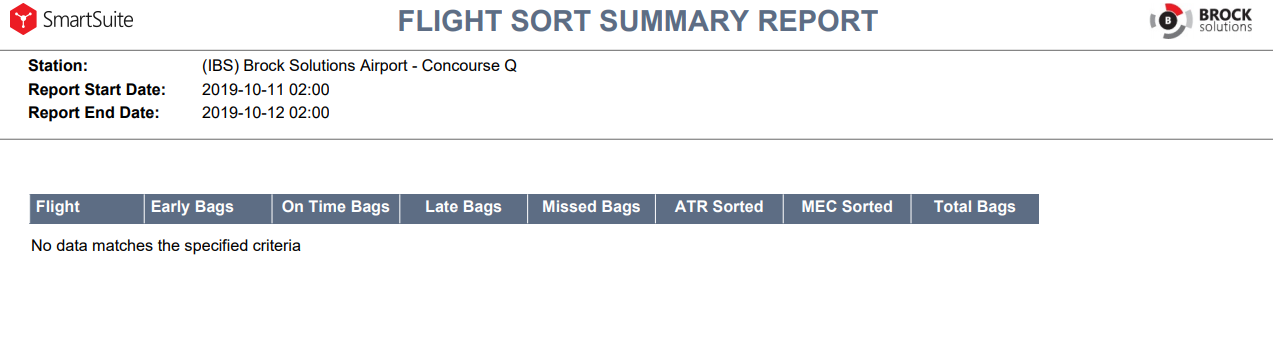 SmartSuite
FLIGHT SORT SUMMARY REPORT
B
BROCK
solutions
Station: (IBS) Brock Solutions Airport - Concourse Q
Report Start Date: 2019-10-11 02:00
Report End Date: 2019-10-12 02:00
Flight Early Bags On Time Bags Late Bags Missed Bags ATR Sorted MEC Sorted Total Bags
No data matches the specified criteria